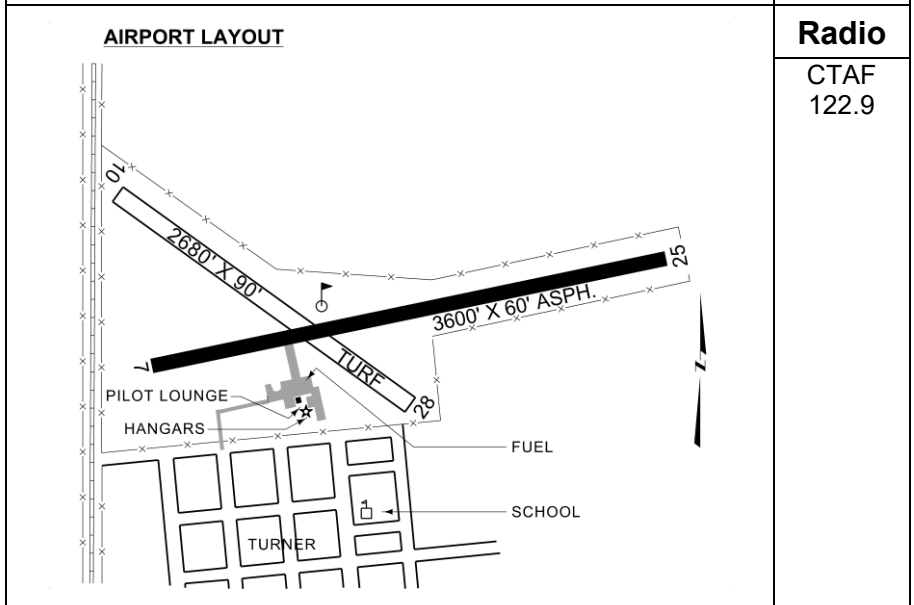 AIRPORT LAYOUT
Radio
CTAF
122.9
10
2680' X 90'
25
3600' X 60' ASPH.
7
TURF
N
PILOT LOUNGE
28
HANGARS
FUEL
SCHOOL
TURNER